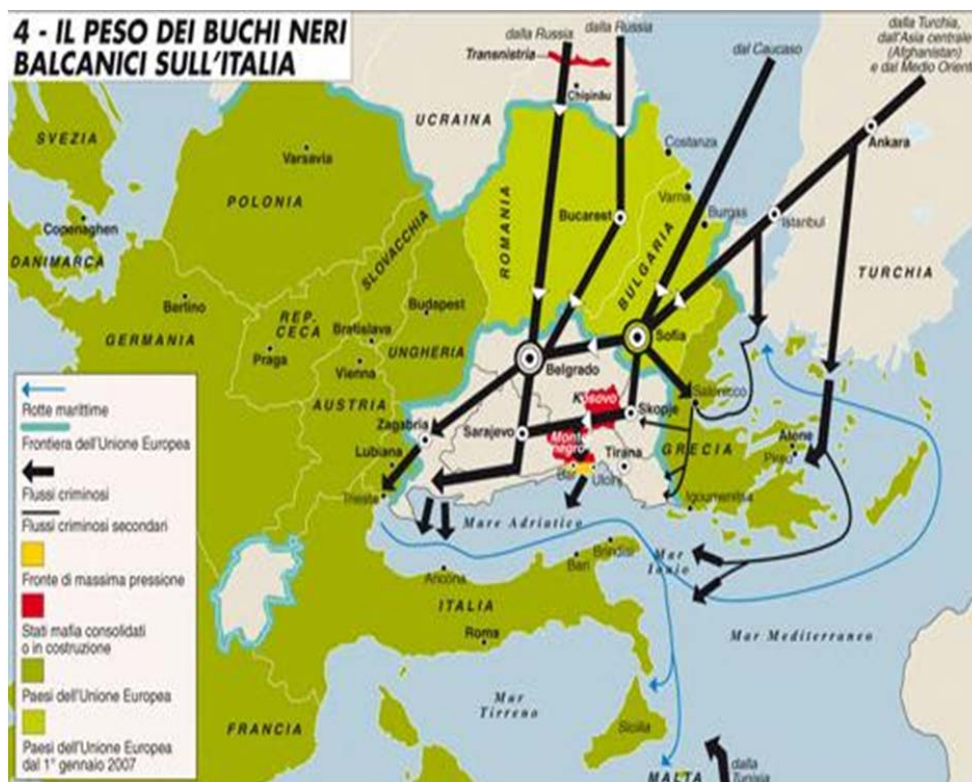 4 - IL PESO DEI BUCHI NERI
BALCANICI SULL'ITALIA
dalla Russia
dalla Russia
Transnistria
dal Caucaso
dalla Turchia,
dall'Asia centrale
(Afghanistan)
e dal Medio Orient
Chişinău
UCRAINA
SVEZIA
Varsavia
Costanza
Ankara
POLONIA
ROMANIA
Varna
Copenaghen
SLOVACCHIA
Bucarest
Burgas
Istanbul
DANIMARCA
BULGARIA
TURCHIA
Berlino
Budapest
REP.
CECA
GERMANIA
Bratislava
Praga
UNGHERIA
Sofia
Vienna
Belgrado
Rotte marittime
AUSTRIA
Kosovo
Salonicco
Frontiera dell'Unione Europea
Zagabria
Sarajevo
Skopje
Monte
negro
GRECIA
Atene
Lubiana
Tirana
Pireo
Flussi criminosi
Bar
Ulcinj
Trieste
Igoumenitsa
Flussi criminosi secondari
Mare Adriatico
Brindisi
Bari
Mar
Ionio
Fronte di massima pressione
Ancona
ITALIA
Stati mafia consolidati
o in costruzione
Roma
Mar Mediterraneo
Paesi dell'Unione Europea
Mar
Tirreno
FRANCIA
Sicilia
Paesi dell'Unione Europea
dal 1° gennaio 2007
MALTA
dalla
Tunisia